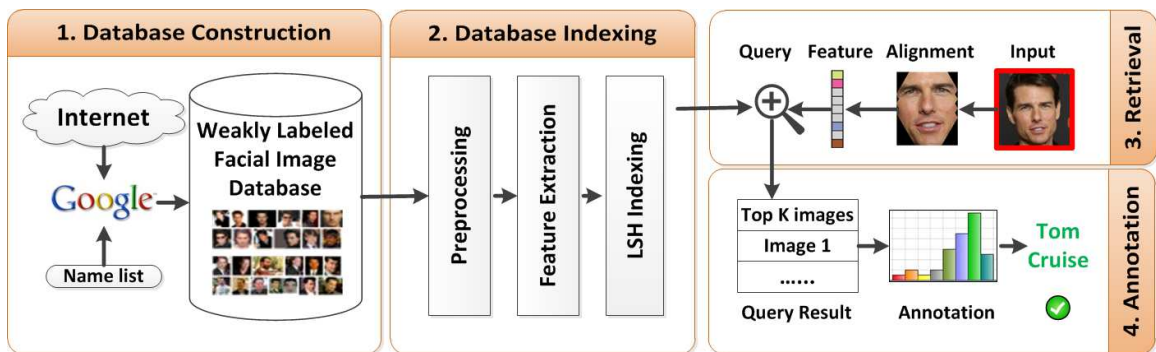 1. Database Construction
Internet
Google™
Name list
Weakly Labeled
Facial Image
Database
2. Database Indexing
Preprocessing
Feature Extraction
LSH Indexing
3. Retrieval
Query
Feature
Alignment
Input
4. Annotation
Top K images
Image 1
......
Query Result
Annotation
Tom
Cruise